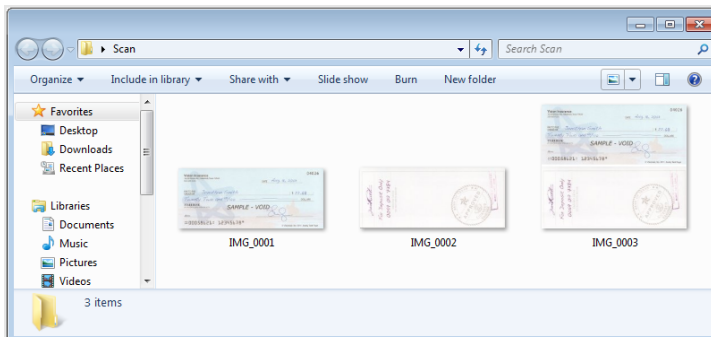 Scan
Search Scan
Organize
Include in library
Share with
Slide show
Burn
New folder
Favorites
Desktop
Downloads
Recent Places
Libraries
Documents
Music
Pictures
Videos
SAMPLE - VOID
IMG_0001
IMG_0002
SAMPLE - VOID
IMG_0003
3 items